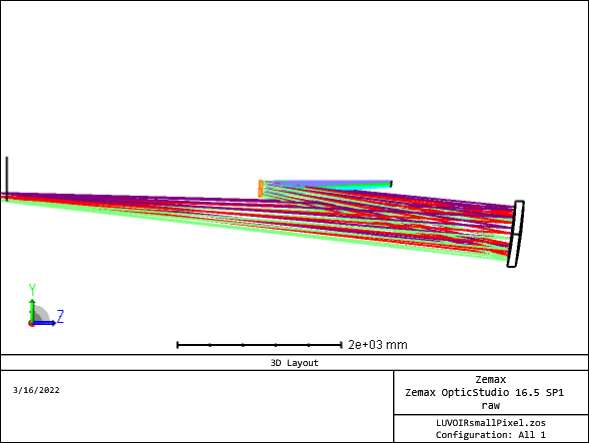 Y
Z
2e+03 mm
3D Layout
3/16/2022
Zemax
Zemax OpticStudio 16.5 SP1
raw
LUVOIRsmallPixel.zos
Configuration: All 1